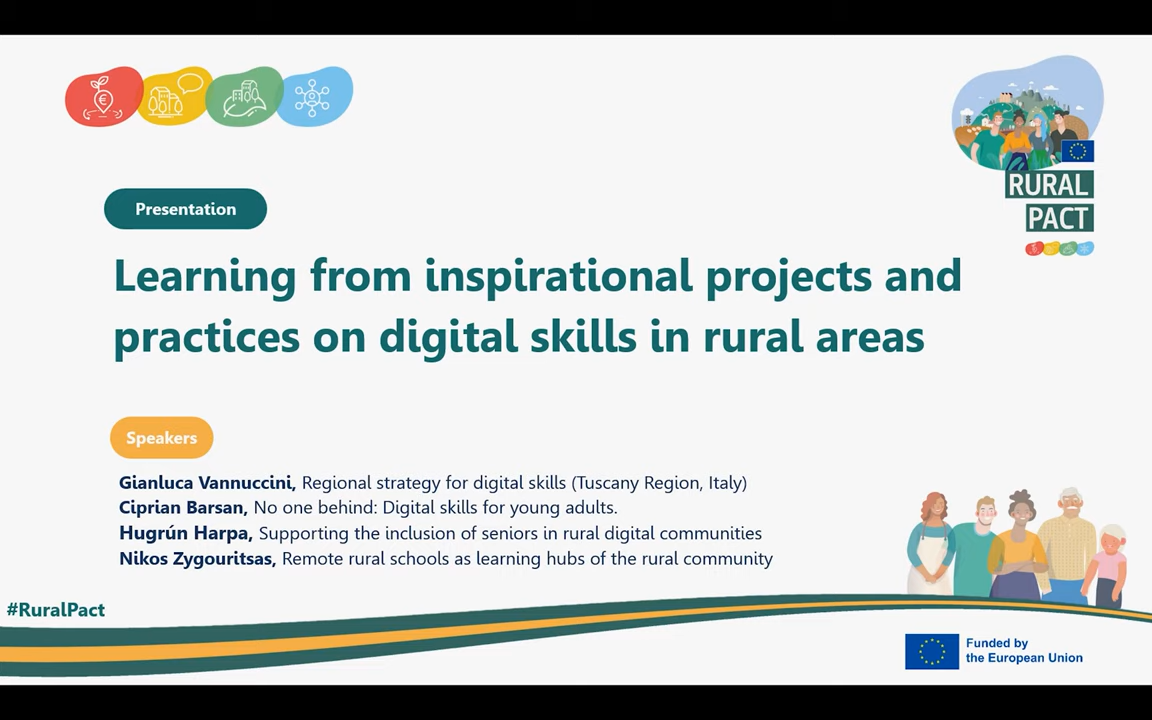 RURAL
PACT
Presentation
Learning from inspirational projects and
practices on digital skills in rural areas
Speakers
Gianluca Vannuccini, Regional strategy for digital skills (Tuscany Region, Italy)
Ciprian Barsan, No one behind: Digital skills for young adults.
Hugrún Harpa, Supporting the inclusion of seniors in rural digital communities
Nikos Zygouritsas, Remote rural schools as learning hubs of the rural community
#RuralPact
Funded by
the European Union